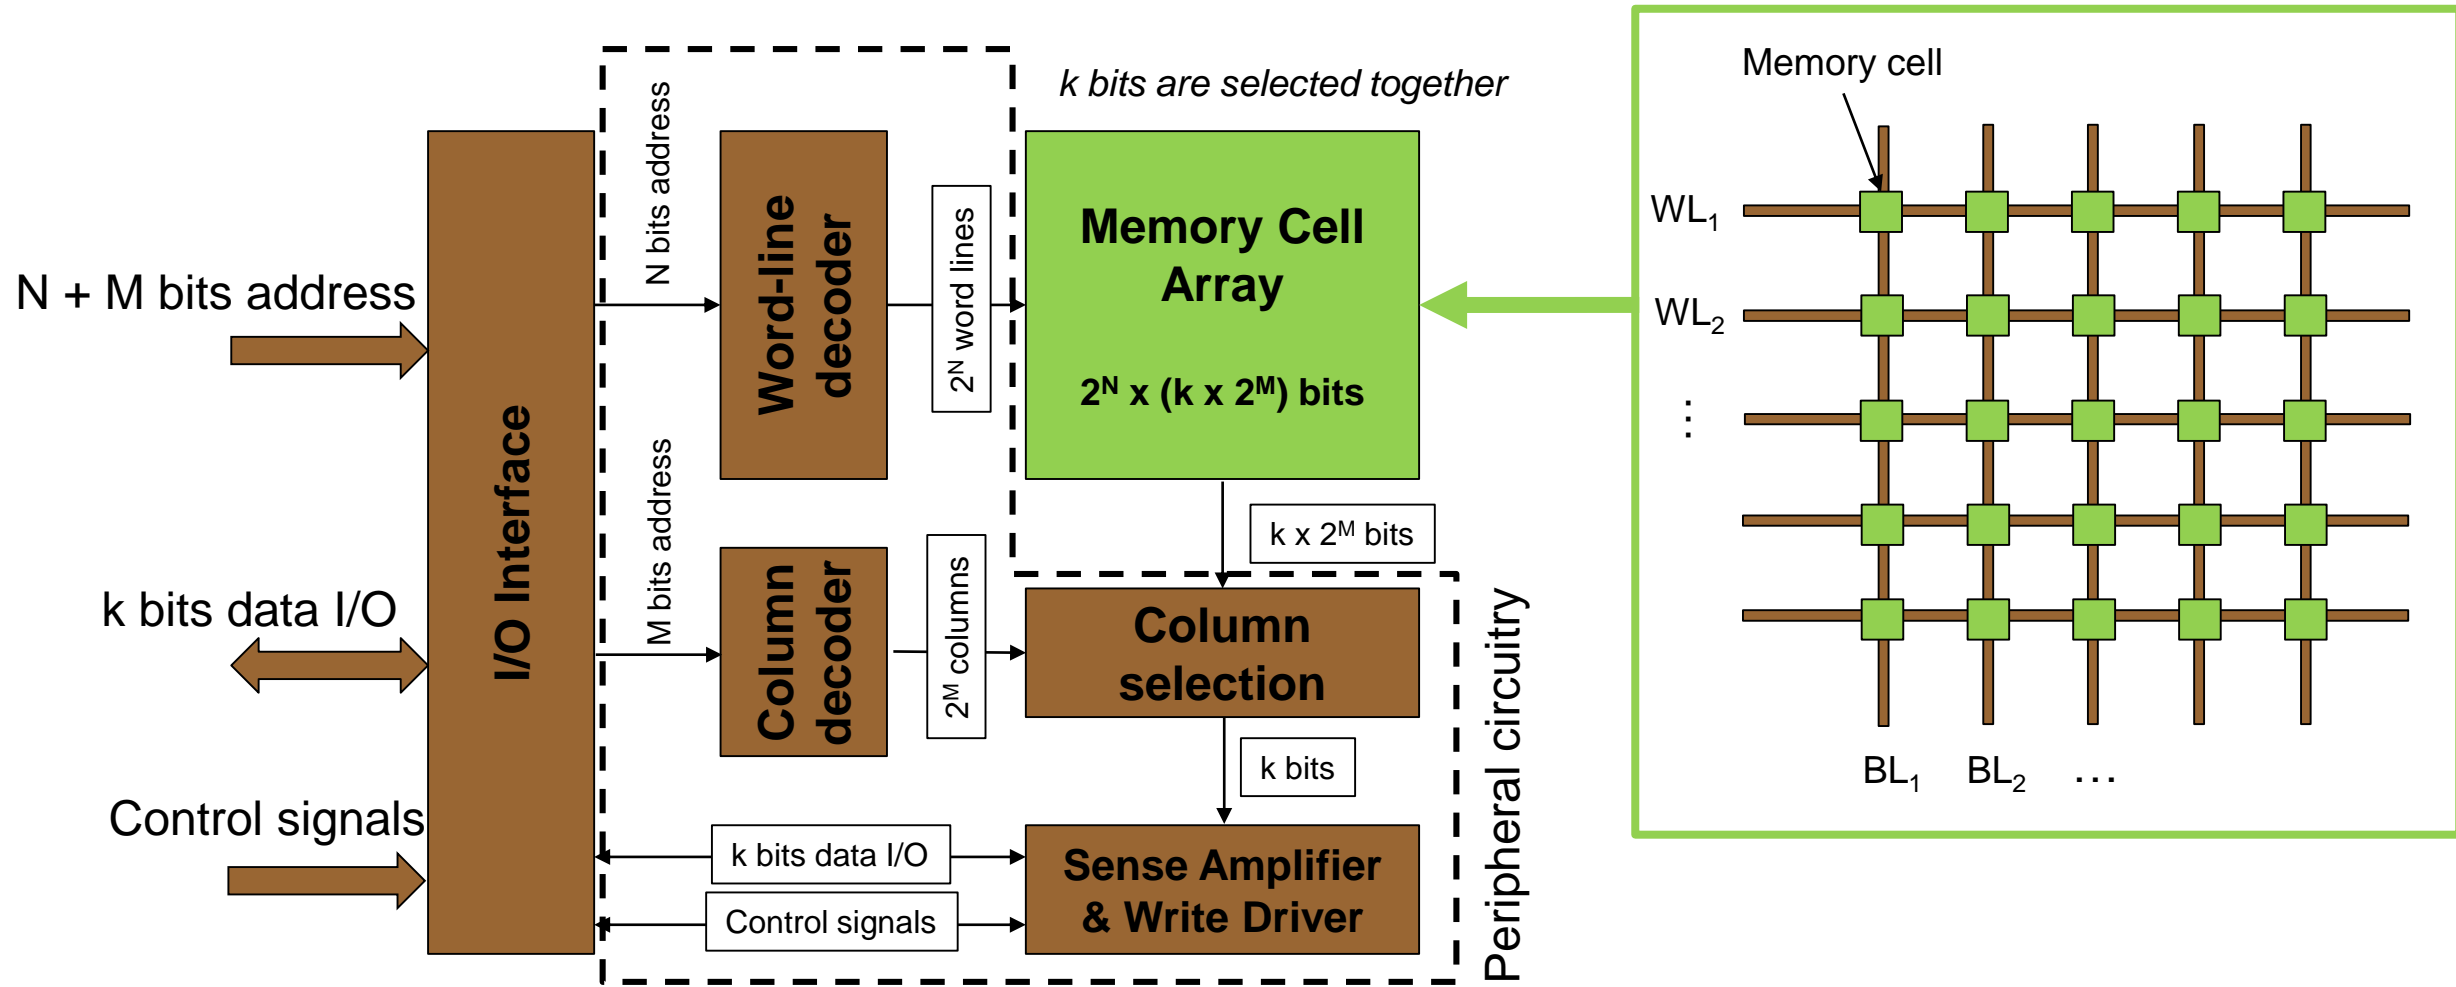 k bits are selected together
Memory cell
N bits address
Word-line
decoder
2ᴺ word lines
Memory Cell
Array
2ᴺ x (k x 2ᴹ) bits
WL₁
WL₂
⋮
N + M bits address
I/O Interface
k bits data I/O
Control signals
M bits address
Column
decoder
2ᴹ columns
k x 2ᴹ bits
Column
selection
k bits
k bits data I/O
Control signals
Sense Amplifier
& Write Driver
Peripheral circuitry
BL₁ BL₂ …